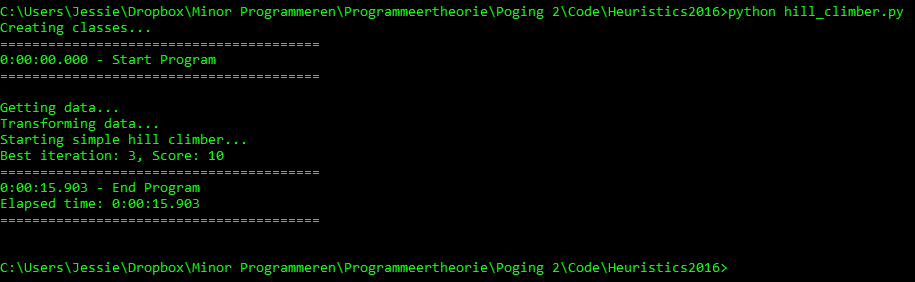 C:\Users\Jessie\Dropbox\Minor Programmeren\Programmeertheorie\Poging 2\Code\Heuristics2016>python hill_climber.py
Creating classes...
========================================
0:00:00.000 - Start Program
========================================
Getting data...
Transforming data...
Starting simple hill climber...
Best iteration: 3, Score: 10
========================================
0:00:15.903 - End Program
Elapsed time: 0:00:15.903
========================================
C:\Users\Jessie\Dropbox\Minor Programmeren\Programmeertheorie\Poging 2\Code\Heuristics2016>